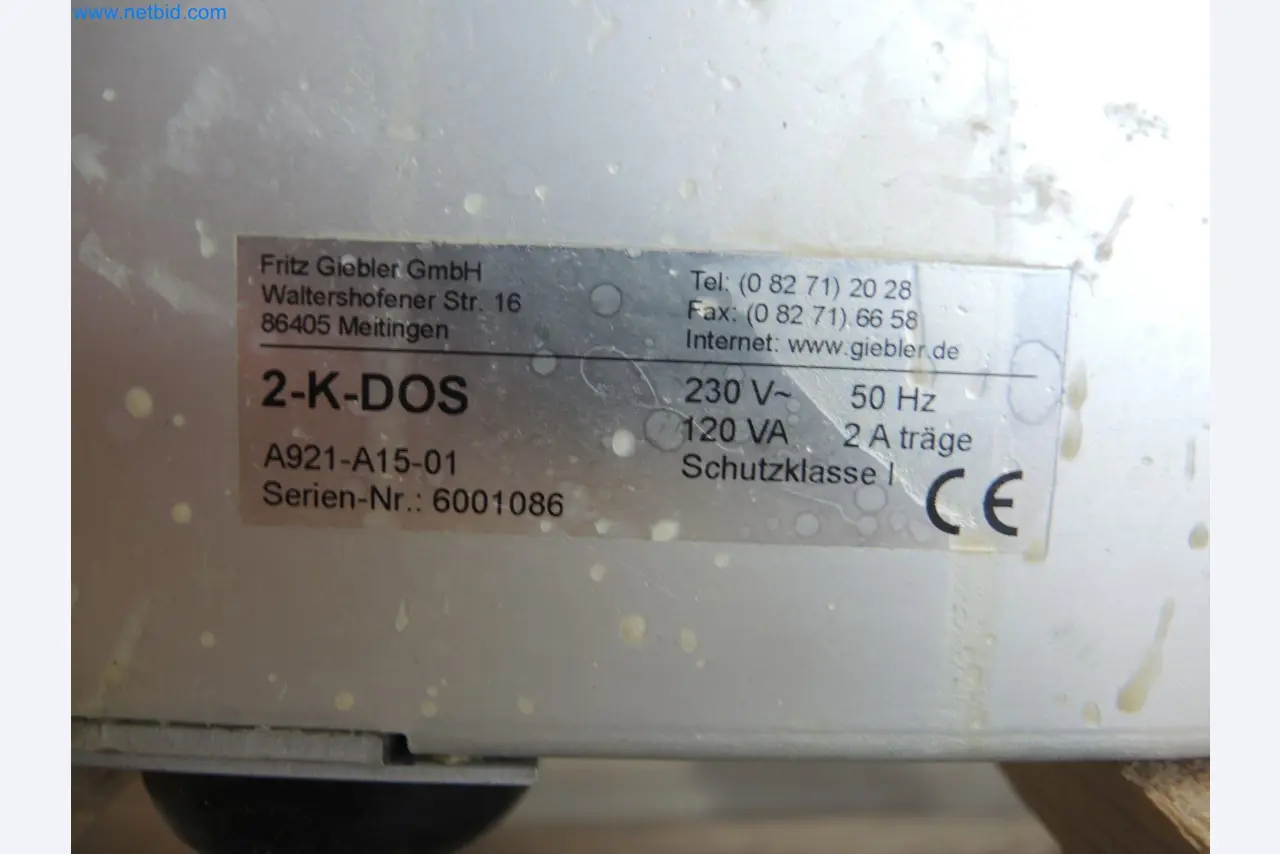 www.netbid.com
Fritz Giebler GmbH
Waltershofener Str. 16
86405 Meitingen
Tel: (0 82 71) 20 28
Fax: (0 82 71) 66 58
Internet: www.giebler.de
2-K-DOS
A921-A15-01
Serien-Nr.: 6001086
230 V~ 50 Hz
120 VA 2 A träge
Schutzklasse I
CE